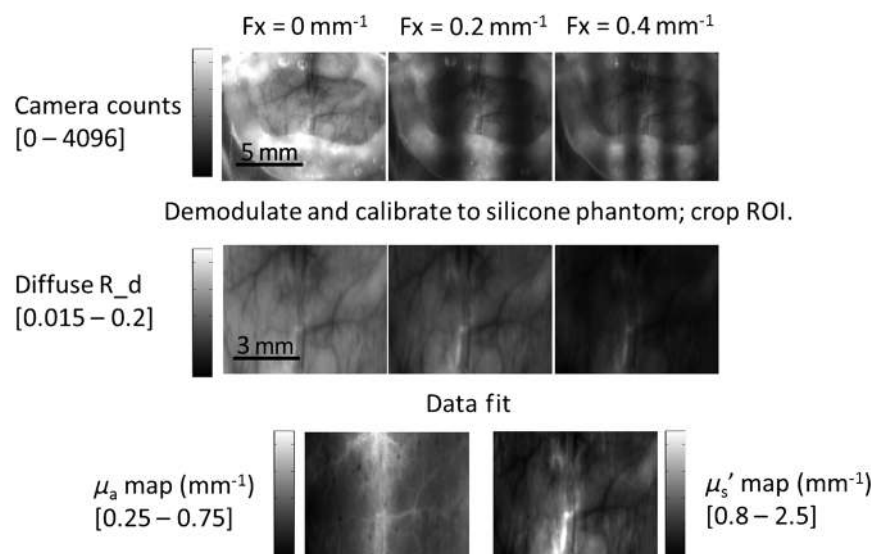 Fx = 0 mm⁻¹ Fx = 0.2 mm⁻¹ Fx = 0.4 mm⁻¹
Camera counts
[0 – 4096]
5 mm
Demodulate and calibrate to silicone phantom; crop ROI.
Diffuse R_d
[0.015 – 0.2]
3 mm
Data fit
μₐ map (mm⁻¹)
[0.25 – 0.75]
μₛ’ map (mm⁻¹)
[0.8 – 2.5]